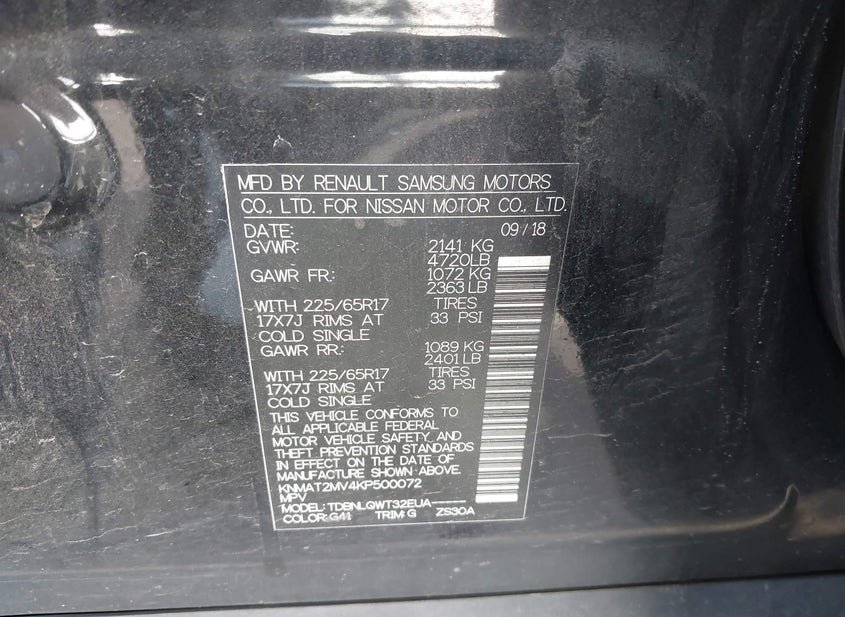 MFD BY RENAULT SAMSUNG MOTORS
CO., LTD. FOR NISSAN MOTOR CO., LTD.
DATE: 09 / 18
GVWR: 2141 KG
4720LB
GAWR FR: 1072 KG
2363 LB
WITH 225/65R17 TIRES
17X7J RIMS AT 33 PSI
COLD SINGLE
GAWR RR: 1089 KG
2401 LB
WITH 225/65R17 TIRES
17X7J RIMS AT 33 PSI
COLD SINGLE
THIS VEHICLE CONFORMS TO
ALL APPLICABLE FEDERAL
MOTOR VEHICLE SAFETY, AND
THEFT PREVENTION STANDARDS
IN EFFECT ON THE DATE OF
MANUFACTURE SHOWN ABOVE.
KNMAT2MV4KP500072
MPV
MODEL: TDBNLQWT32EUA-----
COLOR: G41 TRIM: G ZS30A